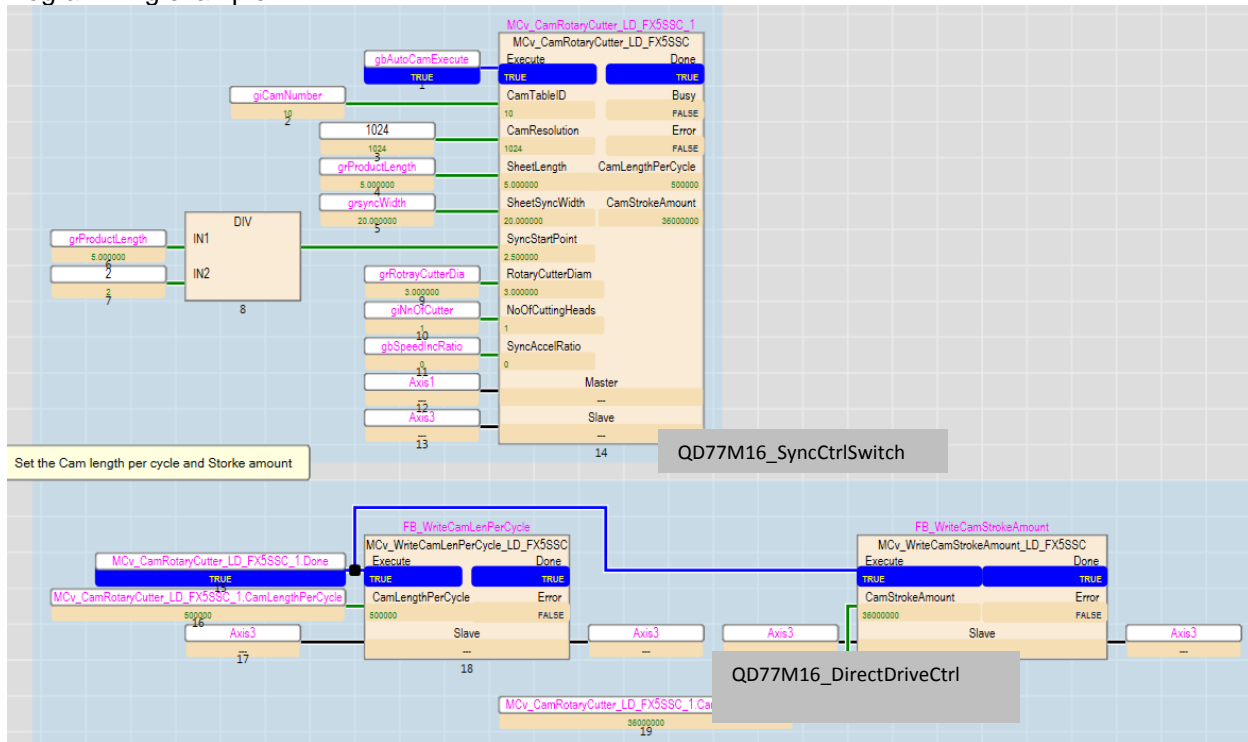 MCv_CamRotaryCutter_LD_FX5SSC_1
MCv_CamRotaryCutter_LD_FX5SSC
gbAutoCamExecute
TRUE
1
Execute
TRUE
Done
TRUE
giCamNumber
10
2
CamTableID
10
Busy
FALSE
1024
1024
3
CamResolution
1024
Error
FALSE
grProductLength
5.000000
4
SheetLength
5.000000
CamLengthPerCycle
500000
grsyncWidth
20.000000
5
SheetSyncWidth
20.000000
CamStrokeAmount
36000000
DIV
grProductLength
5.000000
6
IN1
2
2
7
IN2
8
SyncStartPoint
2.500000
grRotrayCutterDia
3.000000
9
RotaryCutterDiam
3.000000
giNnOfCutter
1
10
NoOfCuttingHeads
1
gbSpeedIncRatio
0
11
SyncAccelRatio
0
Axis1
---
12
Master
---
Axis3
---
13
Slave
---
14
QD77M16_SyncCtrlSwitch
Set the Cam length per cycle and Storke amount
FB_WriteCamLenPerCycle
MCv_WriteCamLenPerCycle_LD_FX5SSC
MCv_CamRotaryCutter_LD_FX5SSC_1.Done
TRUE
15
Execute
TRUE
Done
TRUE
MCv_CamRotaryCutter_LD_FX5SSC_1.CamLengthPerCycle
500000
16
CamLengthPerCycle
500000
Error
FALSE
Axis3
---
17
Slave
---
Axis3
---
18
FB_WriteCamStrokeAmount
MCv_WriteCamStrokeAmount_LD_FX5SSC
Execute
TRUE
Done
TRUE
CamStrokeAmount
36000000
Error
FALSE
Axis3
Slave
---
Axis3
---
QD77M16_DirectDriveCtrl
MCv_CamRotaryCutter_LD_FX5SSC_1.Ca
36000000
19